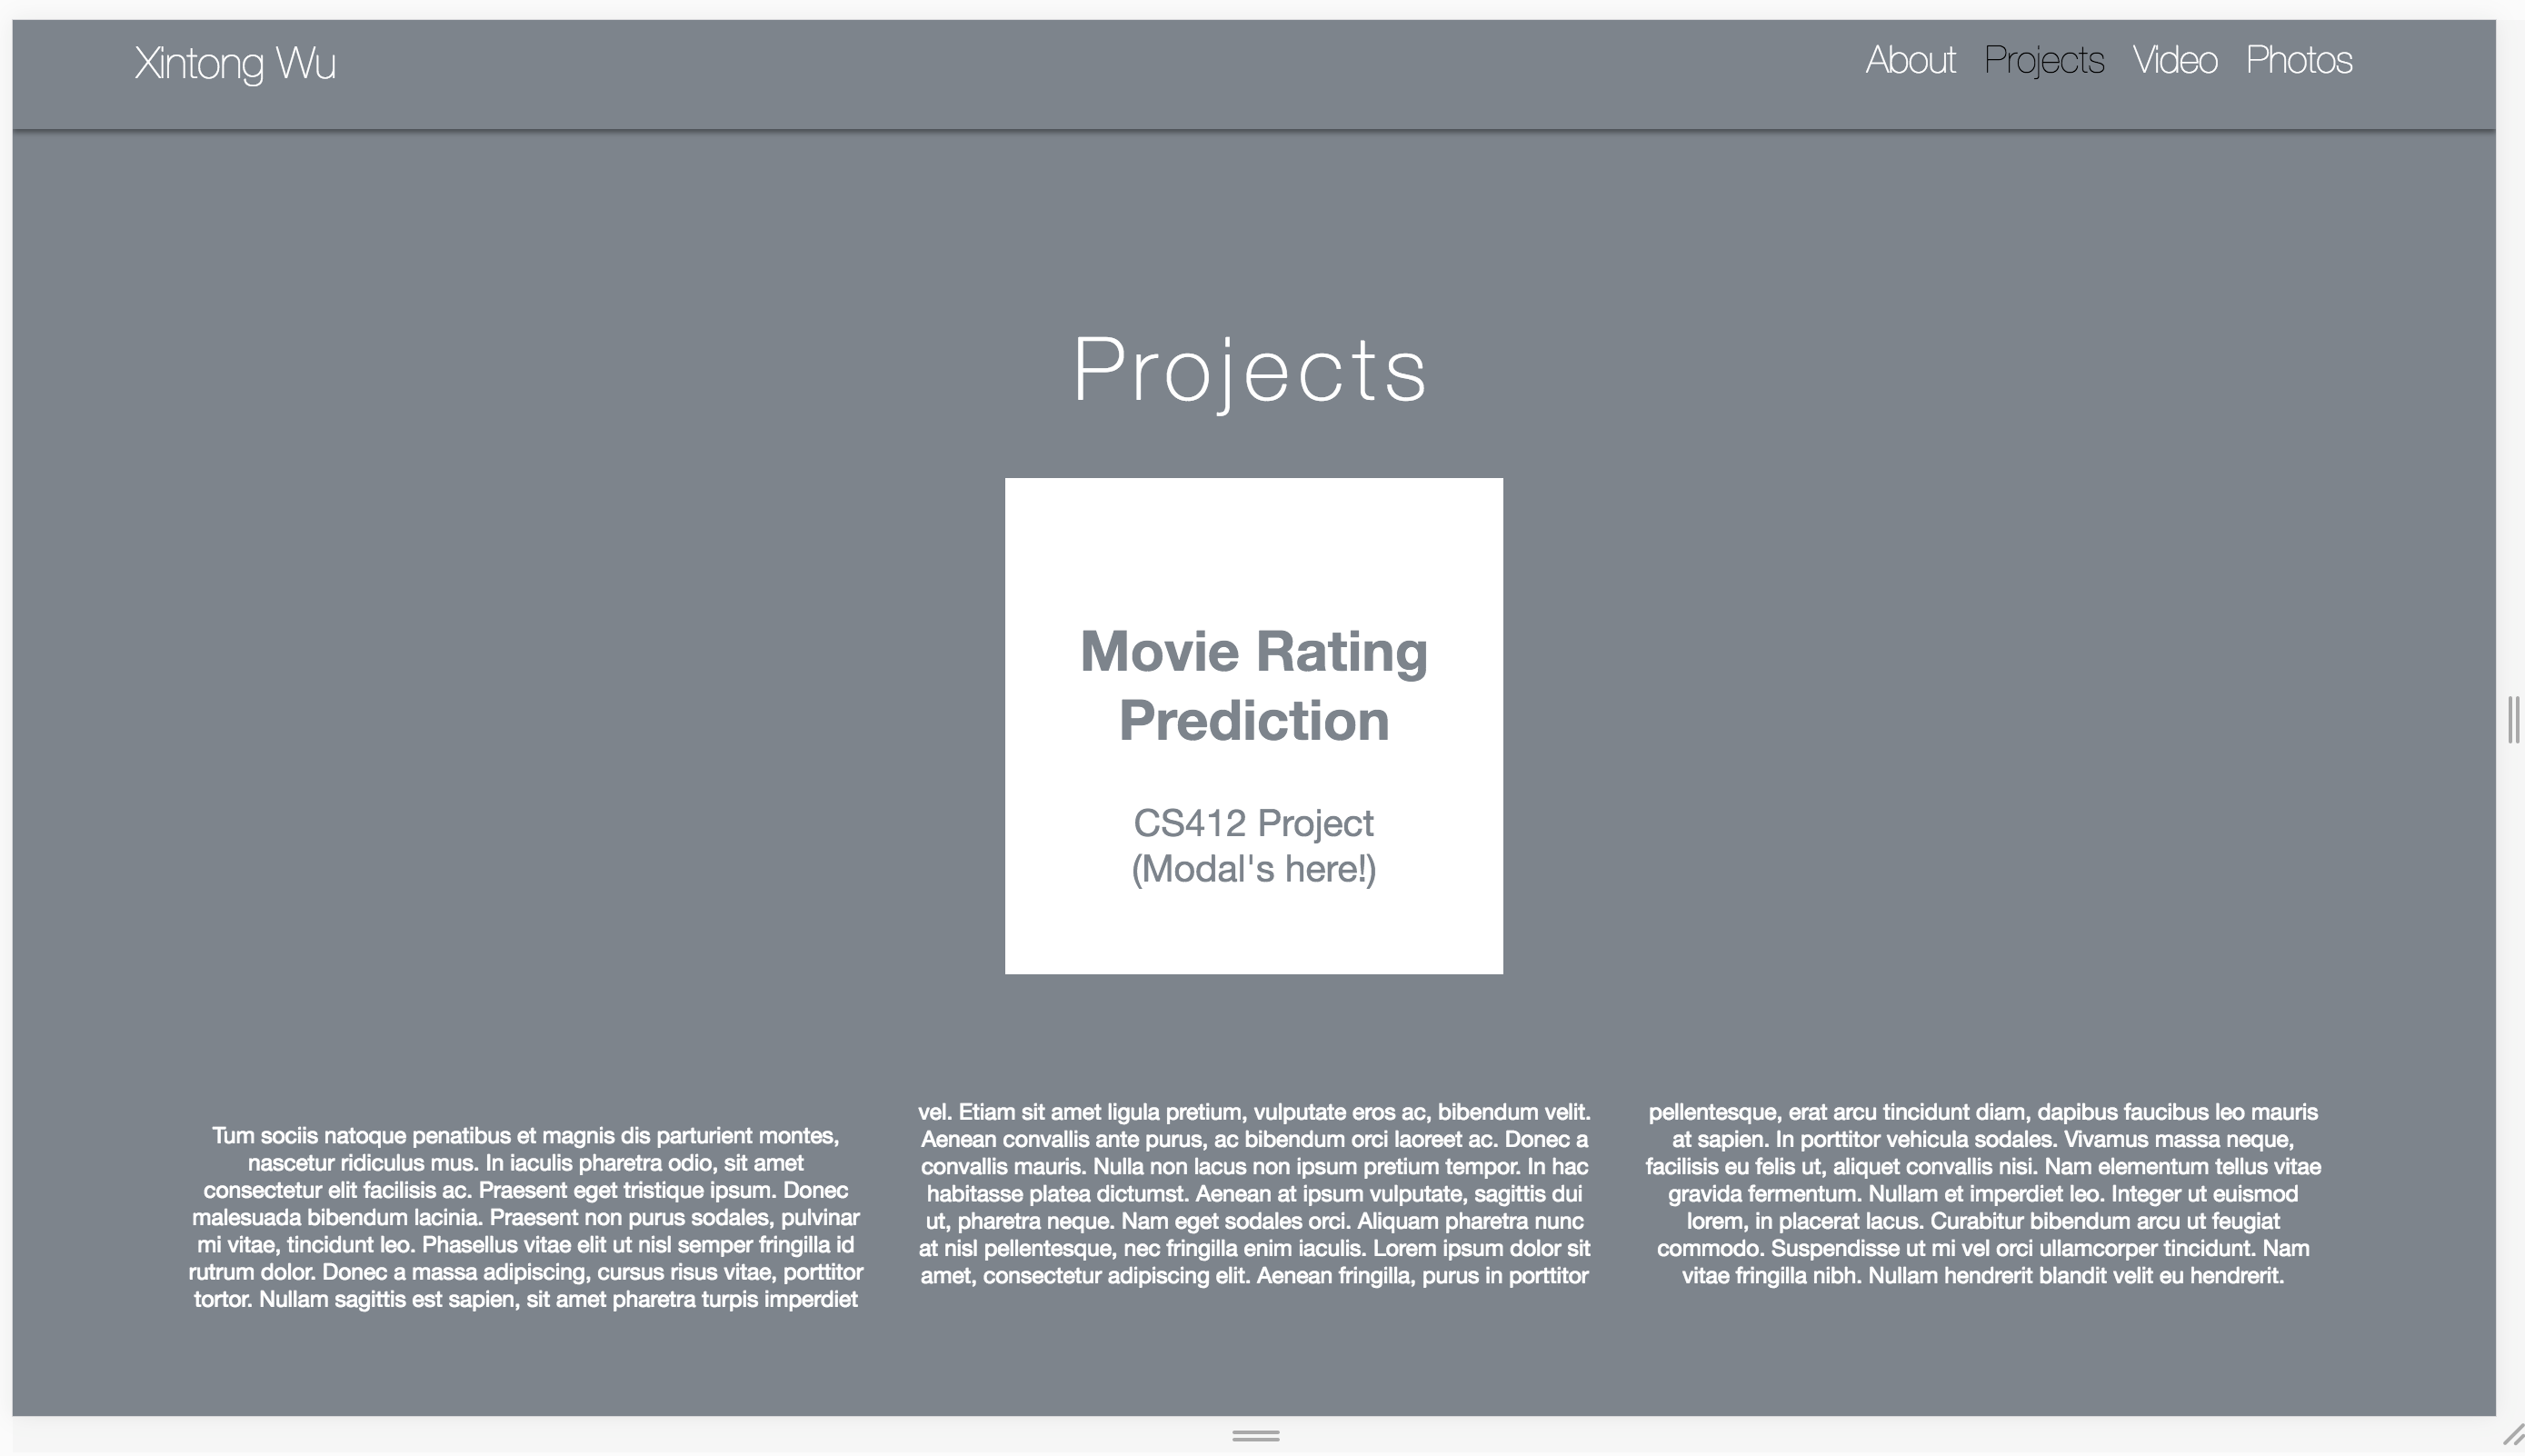 Xintong Wu
About Projects Video Photos
Projects
Movie Rating
Prediction
CS412 Project
(Modal's here!)
Tum sociis natoque penatibus et magnis dis parturient montes,
nascetur ridiculus mus. In iaculis pharetra odio, sit amet
consectetur elit facilisis ac. Praesent eget tristique ipsum. Donec
malesuada bibendum lacinia. Praesent non purus sodales, pulvinar
mi vitae, tincidunt leo. Phasellus vitae elit ut nisl semper fringilla id
rutrum dolor. Donec a massa adipiscing, cursus risus vitae, porttitor
tortor. Nullam sagittis est sapien, sit amet pharetra turpis imperdiet
vel. Etiam sit amet ligula pretium, vulputate eros ac, bibendum velit.
Aenean convallis ante purus, ac bibendum orci laoreet ac. Donec a
convallis mauris. Nulla non lacus non ipsum pretium tempor. In hac
habitasse platea dictumst. Aenean at ipsum vulputate, sagittis dui
ut, pharetra neque. Nam eget sodales orci. Aliquam pharetra nunc
at nisl pellentesque, nec fringilla enim iaculis. Lorem ipsum dolor sit
amet, consectetur adipiscing elit. Aenean fringilla, purus in porttitor
pellentesque, erat arcu tincidunt diam, dapibus faucibus leo mauris
at sapien. In porttitor vehicula sodales. Vivamus massa neque,
facilisis eu felis ut, aliquet convallis nisi. Nam elementum tellus vitae
gravida fermentum. Nullam et imperdiet leo. Integer ut euismod
lorem, in placerat lacus. Curabitur bibendum arcu ut feugiat
commodo. Suspendisse ut mi vel orci ullamcorper tincidunt. Nam
vitae fringilla nibh. Nullam hendrerit blandit velit eu hendrerit.